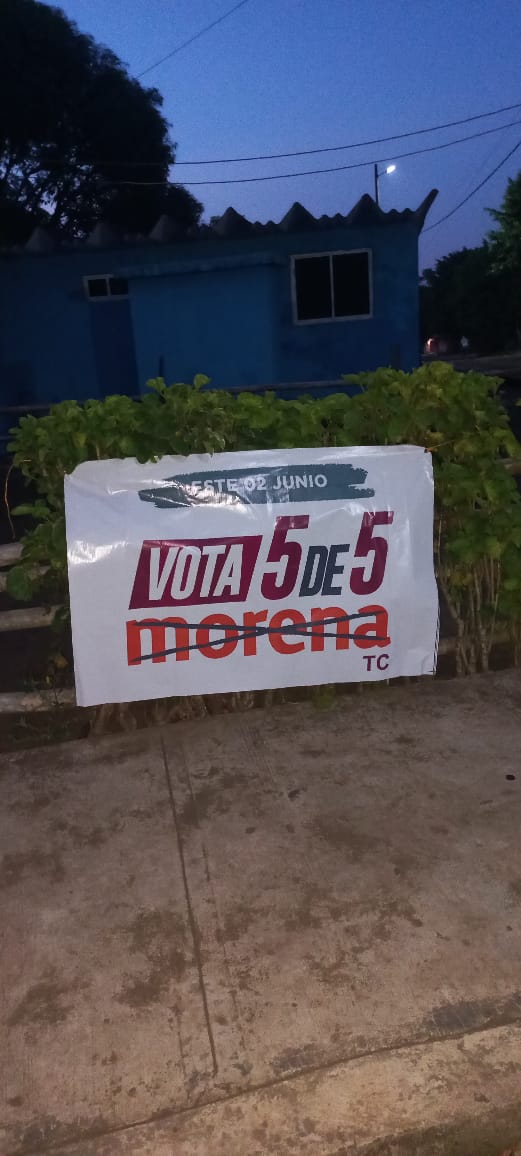 ESTE 02 JUNIO
VOTA 5 DE 5
morena
TC